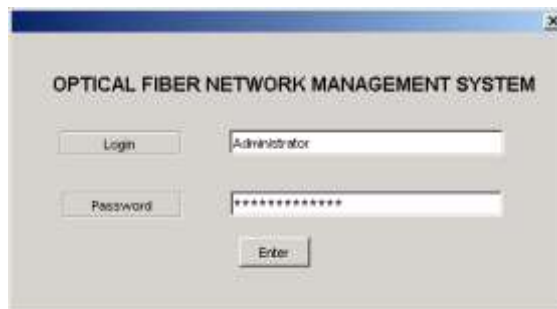 OPTICAL FIBER NETWORK MANAGEMENT SYSTEM
Login Administrator
Password *************
Enter